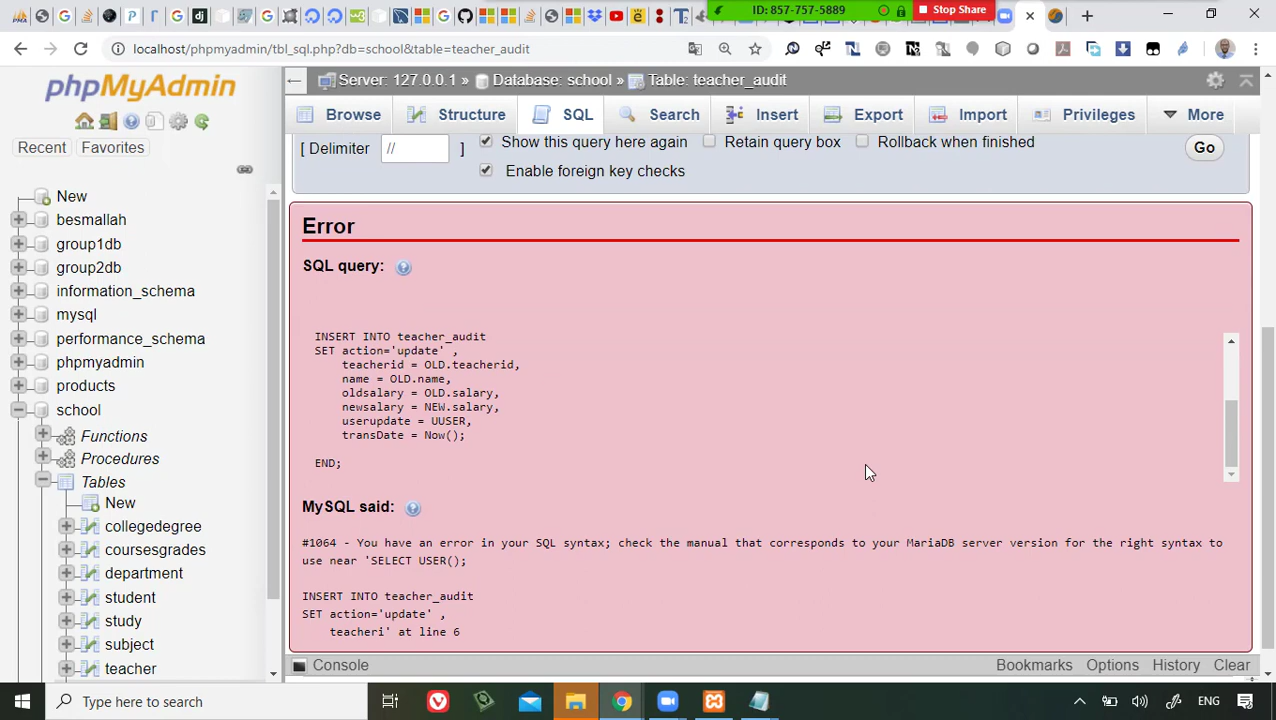 ID: 857-757-5889
Stop Share
localhost/phpmyadmin/tbl_sql.php?db=school&table=teacher_audit
phpMyAdmin
Recent
Favorites
New
besmallah
group1db
group2db
information_schema
mysql
performance_schema
phpmyadmin
products
school
Functions
Procedures
Tables
New
collegedegree
coursesgrades
department
student
study
subject
teacher
Server: 127.0.0.1 » Database: school » Table: teacher_audit
Browse
Structure
SQL
Search
Insert
Export
Import
Privileges
More
[ Delimiter // ] Show this query here again Retain query box Rollback when finished Go
Enable foreign key checks
Error
SQL query:
INSERT INTO teacher_audit
SET action='update' ,
teacherid = OLD.teacherid,
name = OLD.name,
oldsalary = OLD.salary,
newsalary = NEW.salary,
userupdate = UUSER,
transDate = Now();
END;
MySQL said:
#1064 - You have an error in your SQL syntax; check the manual that corresponds to your MariaDB server version for the right syntax to
use near 'SELECT USER();
INSERT INTO teacher_audit
SET action='update' ,
teacheri' at line 6
Console
Bookmarks Options History Clear
Type here to search
ENG